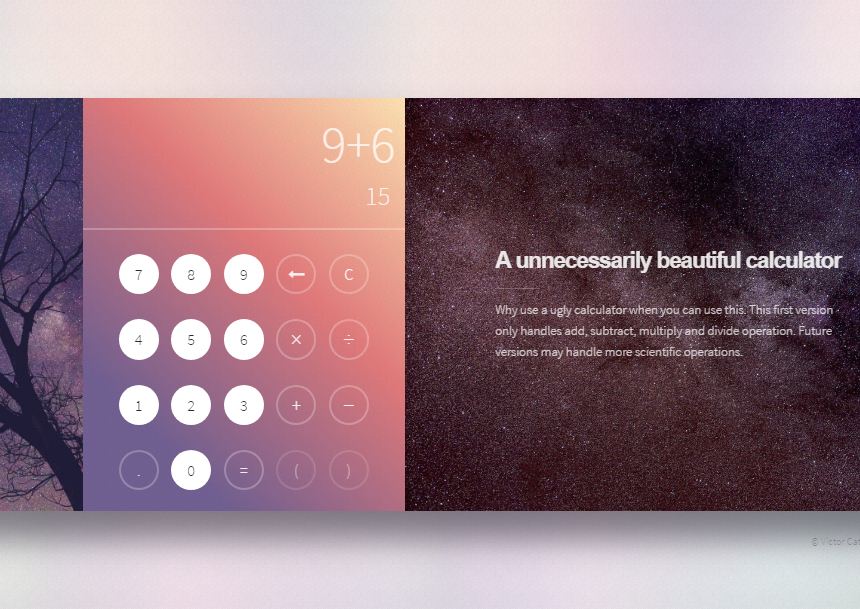 9+6
15
7 8 9 ← C
4 5 6 × ÷
1 2 3 + −
. 0 = ( )
A unnecessarily beautiful calculator
Why use a ugly calculator when you can use this. This first version
only handles add, subtract, multiply and divide operation. Future
versions may handle more scientific operations.
© Victor